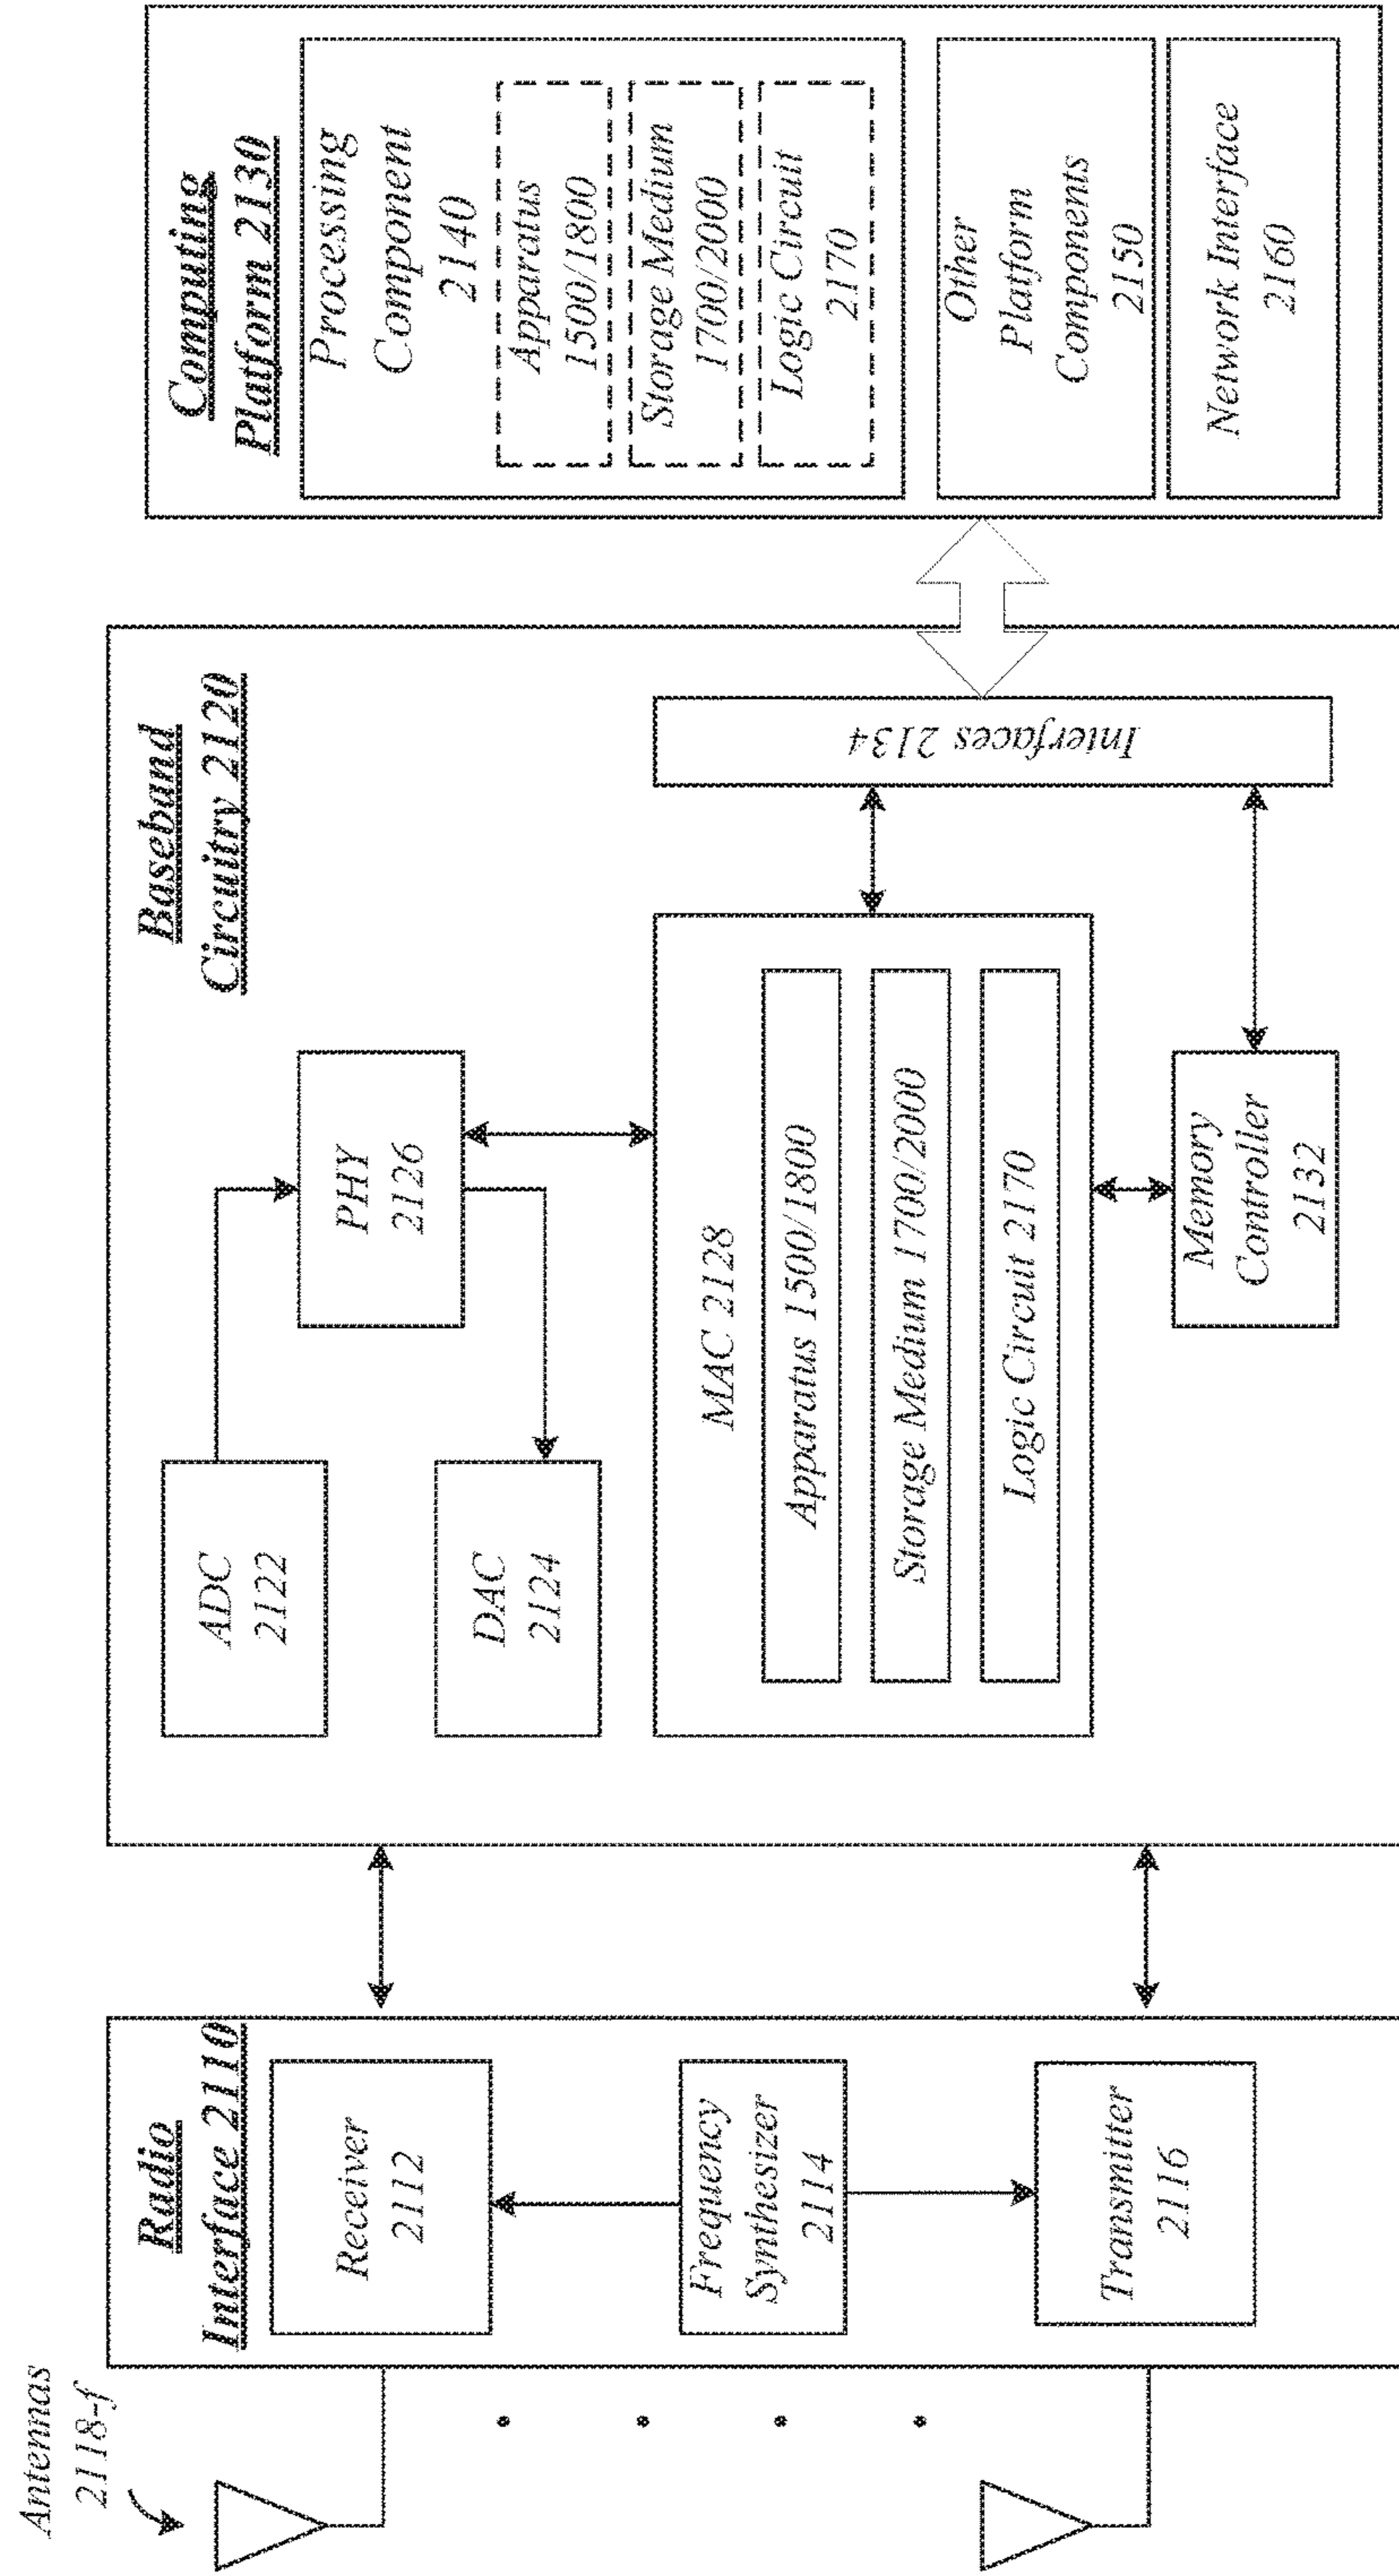 Antennas
2118-f
Radio
Interface 2110
Receiver
2112
Frequency
Synthesizer
2114
Transmitter
2116
Baseband
Circuitry 2120
ADC
2122
DAC
2124
PHY
2126
MAC 2128
Apparatus 1500/1800
Storage Medium 1700/2000
Logic Circuit 2170
Memory
Controller
2132
Interfaces 2134
Computing
Platform 2130
Processing
Component
2140
Apparatus
1500/1800
Storage Medium
1700/2000
Logic Circuit
2170
Other
Platform
Components
2150
Network Interface
2160